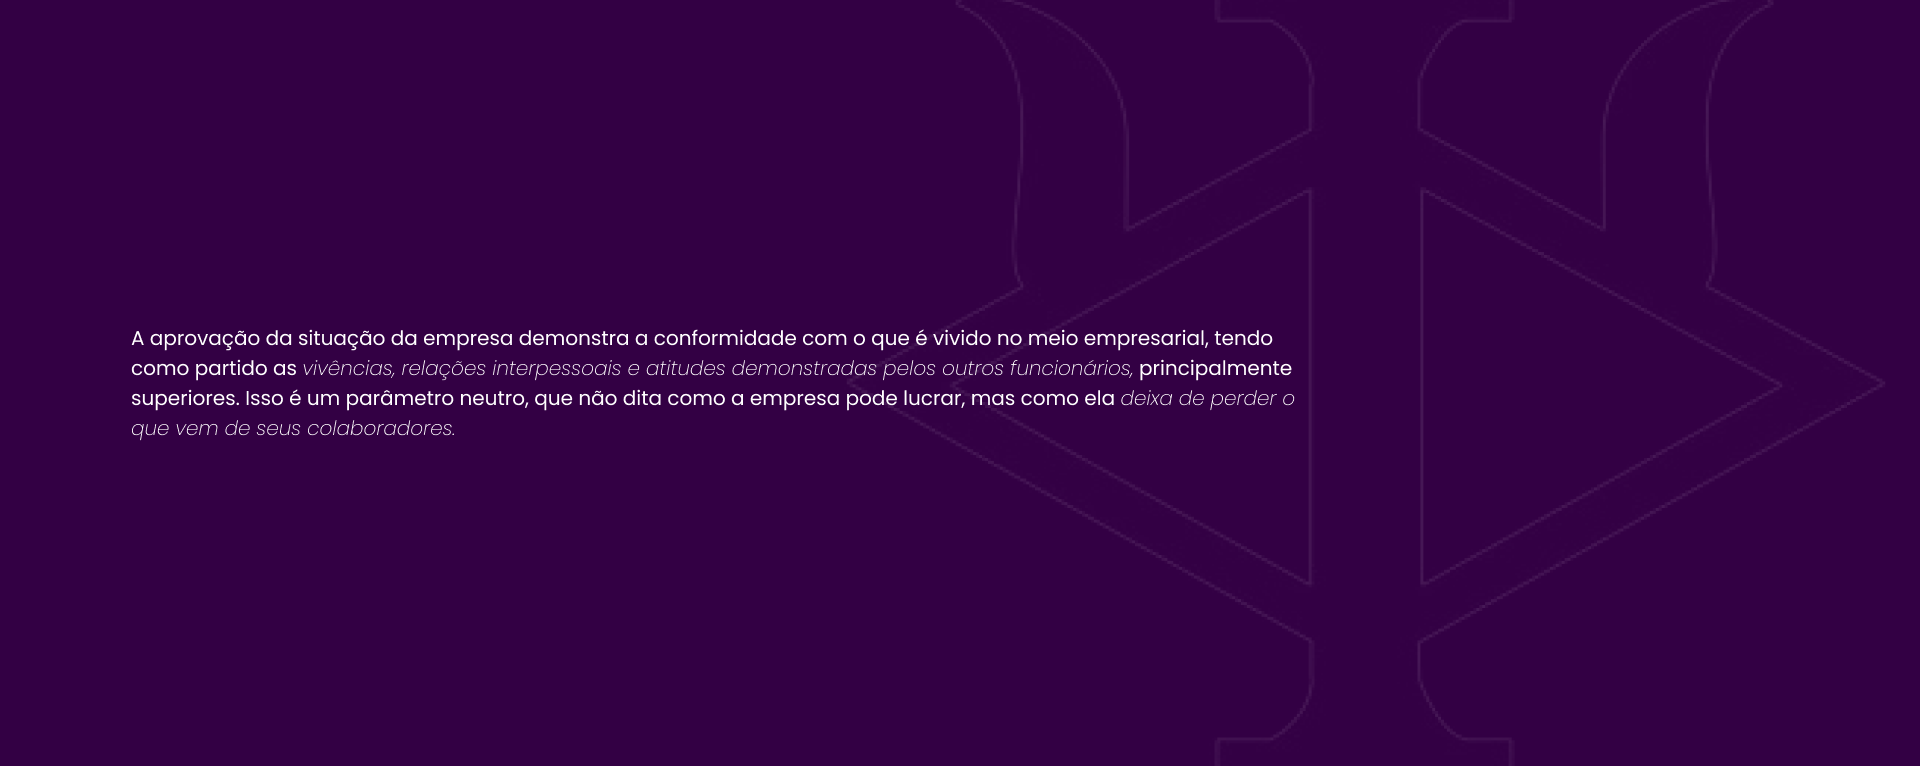 A aprovação da situação da empresa demonstra a conformidade com o que é vivido no meio empresarial, tendo
como partido as vivências, relações interpessoais e atitudes demonstradas pelos outros funcionários, principalmente
superiores. Isso é um parâmetro neutro, que não dita como a empresa pode lucrar, mas como ela deixa de perder o
que vem de seus colaboradores.